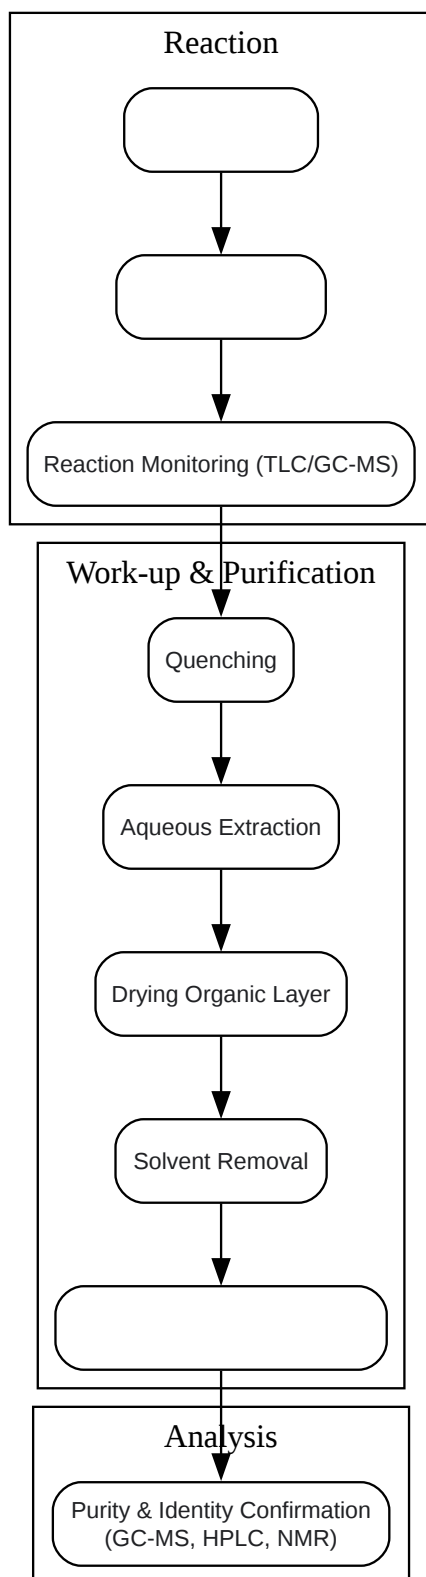 Reaction
Reaction Monitoring (TLC/GC-MS)
Work-up & Purification
Quenching
Aqueous Extraction
Drying Organic Layer
Solvent Removal
Analysis
Purity & Identity Confirmation
(GC-MS, HPLC, NMR)